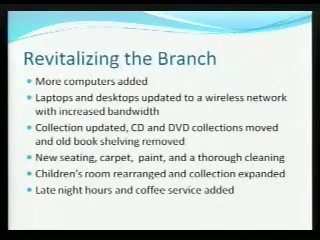 Revitalizing the Branch
More computers added
Laptops and desktops updated to a wireless network
with increased bandwidth
Collection updated, CD and DVD collections moved
and old book shelving removed
New seating, carpet, paint, and a thorough cleaning
Children's room rearranged and collection expanded
Late night hours and coffee service added